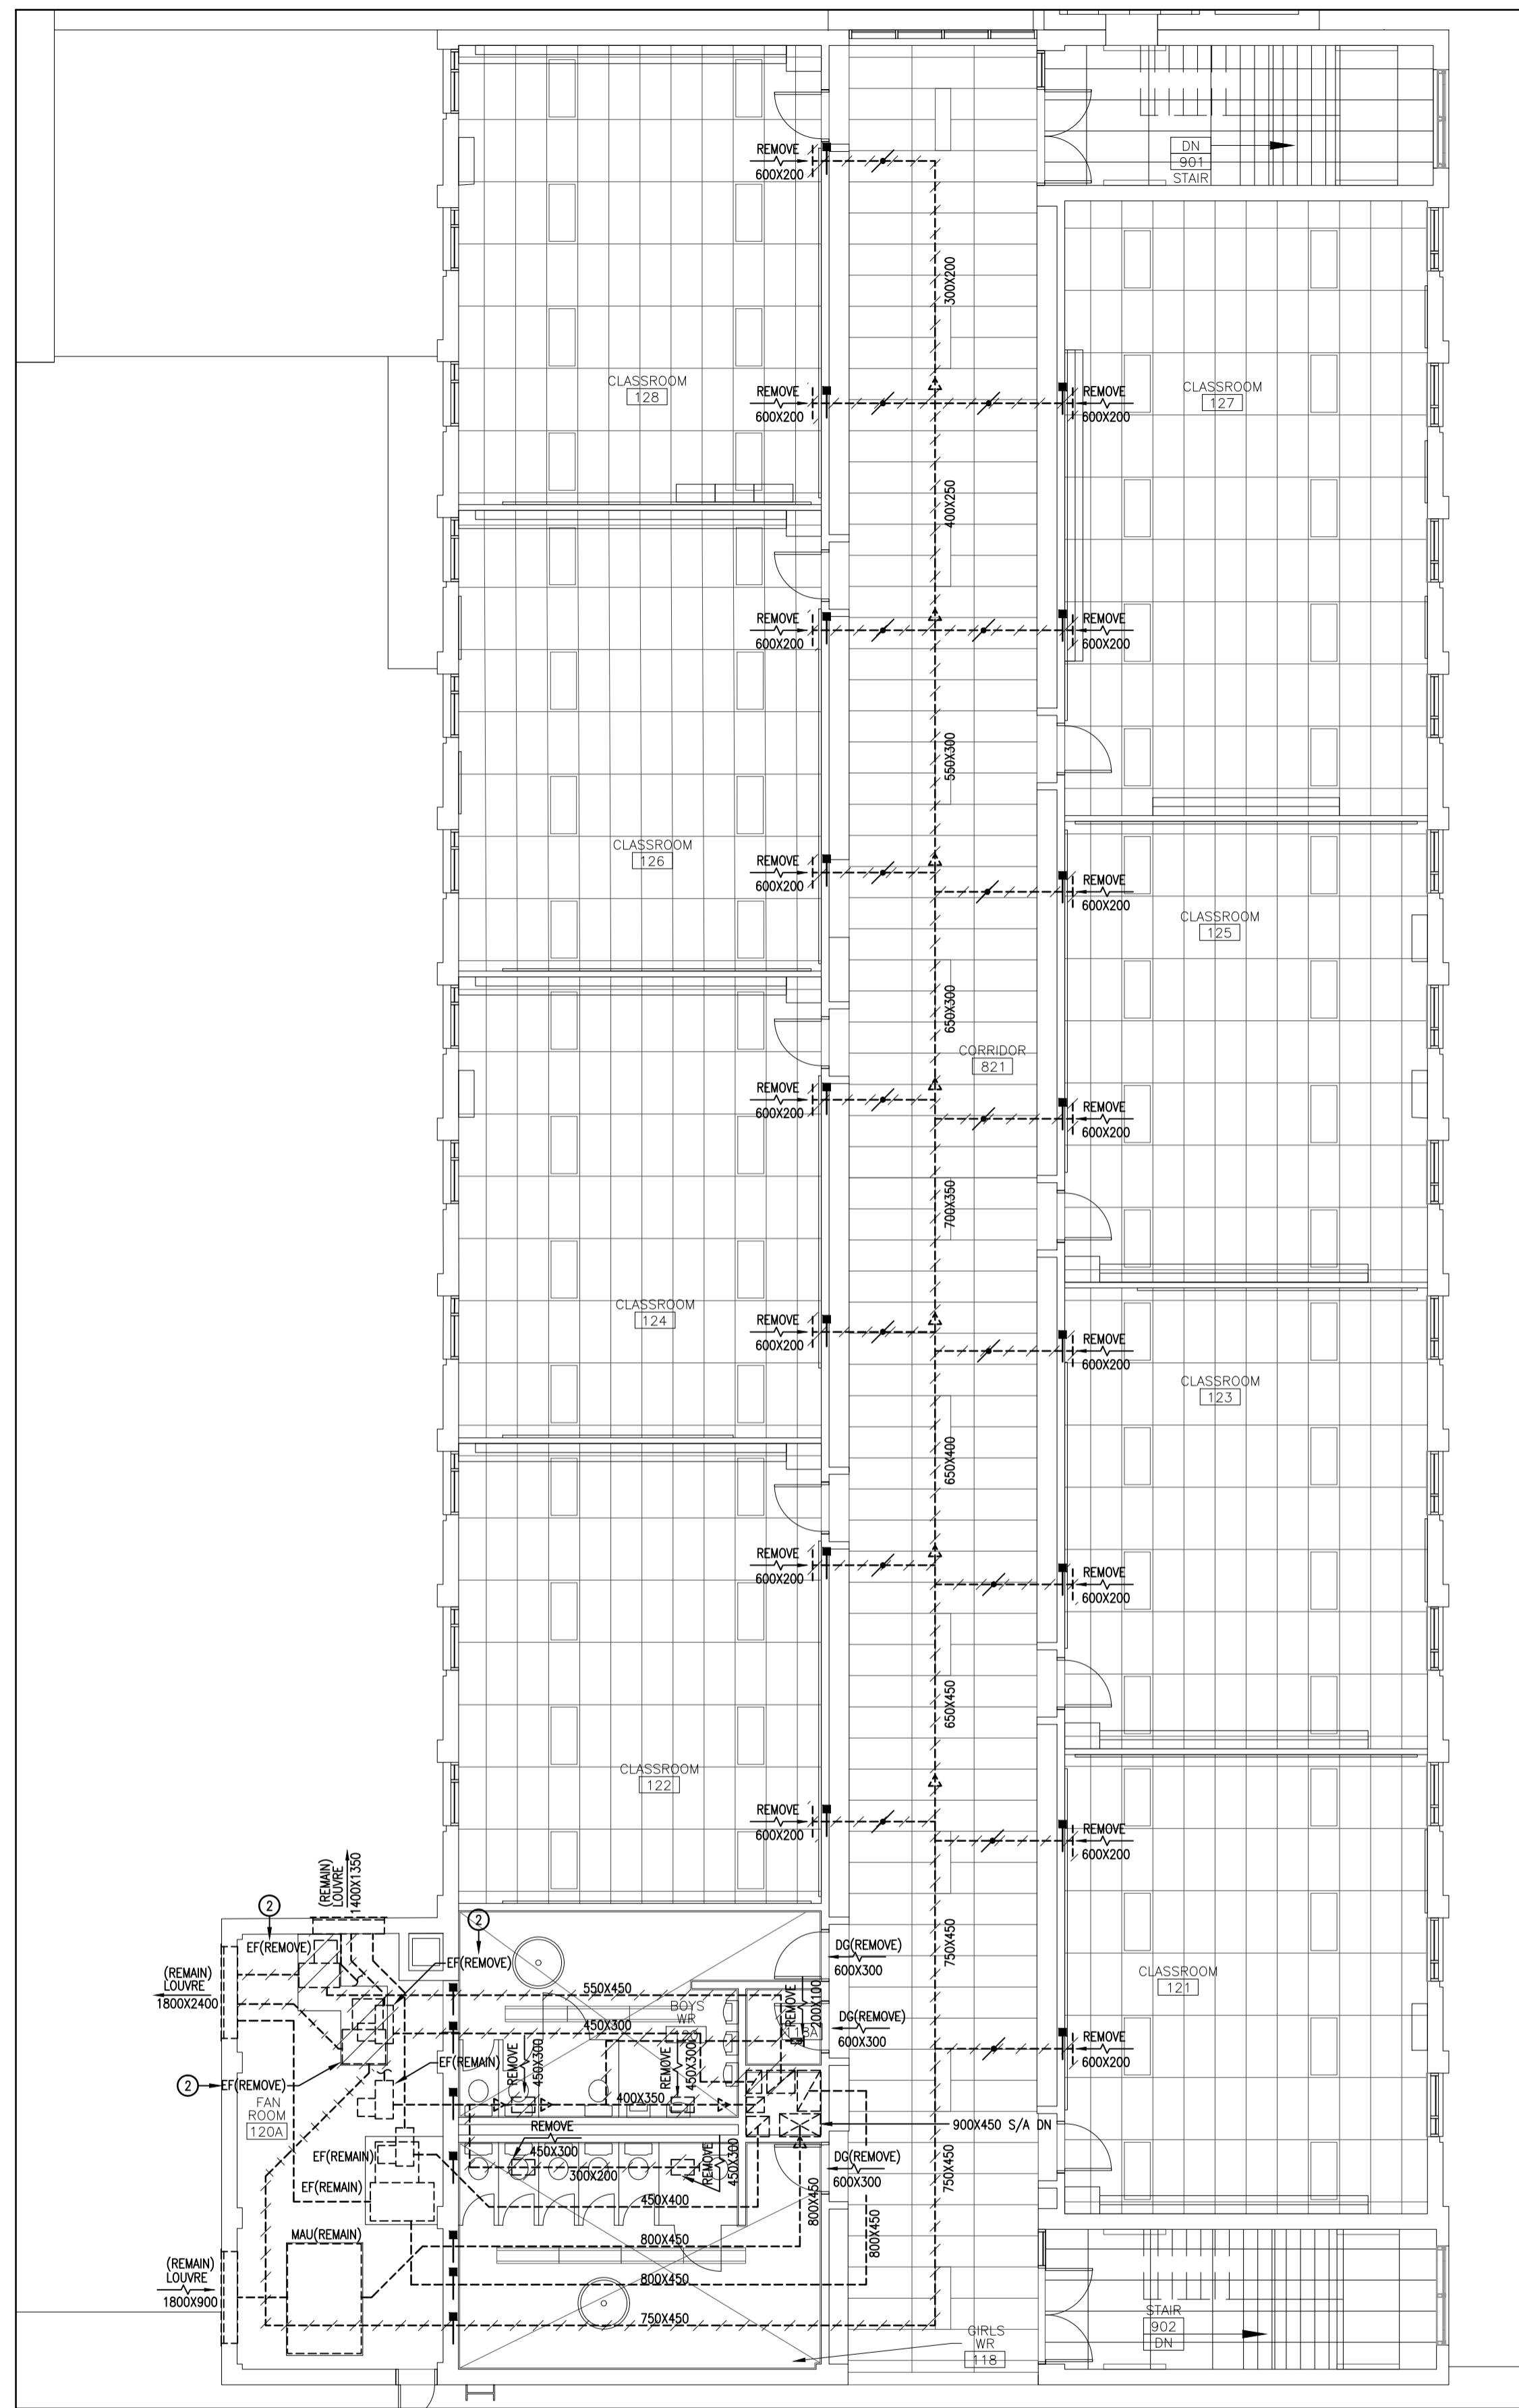 DN
901
STAIR
REMOVE
600X200
300X200
CLASSROOM
128
REMOVE
600X200
REMOVE
600X200
CLASSROOM
127
400X250
REMOVE
600X200
REMOVE
600X200
550X300
CLASSROOM
126
REMOVE
600X200
REMOVE
600X200
CLASSROOM
125
650X300
CORRIDOR
821
REMOVE
600X200
REMOVE
600X200
700X350
CLASSROOM
124
REMOVE
600X200
REMOVE
600X200
CLASSROOM
123
650X400
REMOVE
600X200
REMOVE
600X200
650X450
CLASSROOM
122
REMOVE
600X200
REMOVE
600X200
(REMAIN)
LOUVRE
1400X1350
2
2
EF(REMOVE)
EF(REMOVE)
DG(REMOVE)
600X300
750X450
(REMAIN)
LOUVRE
1800X2400
550X450
BOYS
WR
REMOVE
200X100
CLASSROOM
121
DG(REMOVE)
600X300
450X300
118A
REMOVE
450X300
REMOVE
450X300
REMOVE
600X200
EF(REMAIN)
2
EF(REMOVE)
400X350
FAN
ROOM
120A
REMOVE
450X300
900X450 S/A DN
EF(REMAIN)
300X200
REMOVE
450X300
DG(REMOVE)
600X300
750X450
EF(REMAIN)
450X400
800X450
800X450
MAU(REMAIN)
800X450
(REMAIN)
LOUVRE
1800X900
800X450
750X450
GIRLS
WR
118
STAIR
902
DN